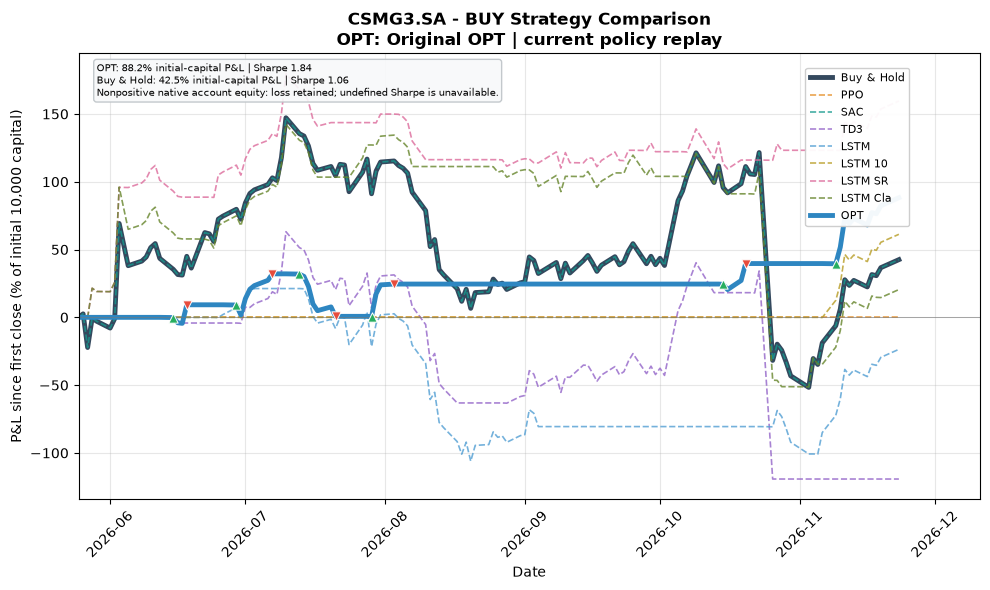 CSMG3.SA - BUY Strategy Comparison
OPT: Original OPT | current policy replay
OPT: 88.2% initial-capital P&L | Sharpe 1.84
Buy & Hold: 42.5% initial-capital P&L | Sharpe 1.06
Nonpositive native account equity: loss retained; undefined Sharpe is unavailable.
Buy & Hold
PPO
SAC
TD3
LSTM
LSTM 10
LSTM SR
LSTM Cla
OPT
P&L since first close (% of initial 10,000 capital)
150
100
50
0
−50
−100
2026-06
2026-07
2026-08
2026-09
2026-10
2026-11
2026-12
Date